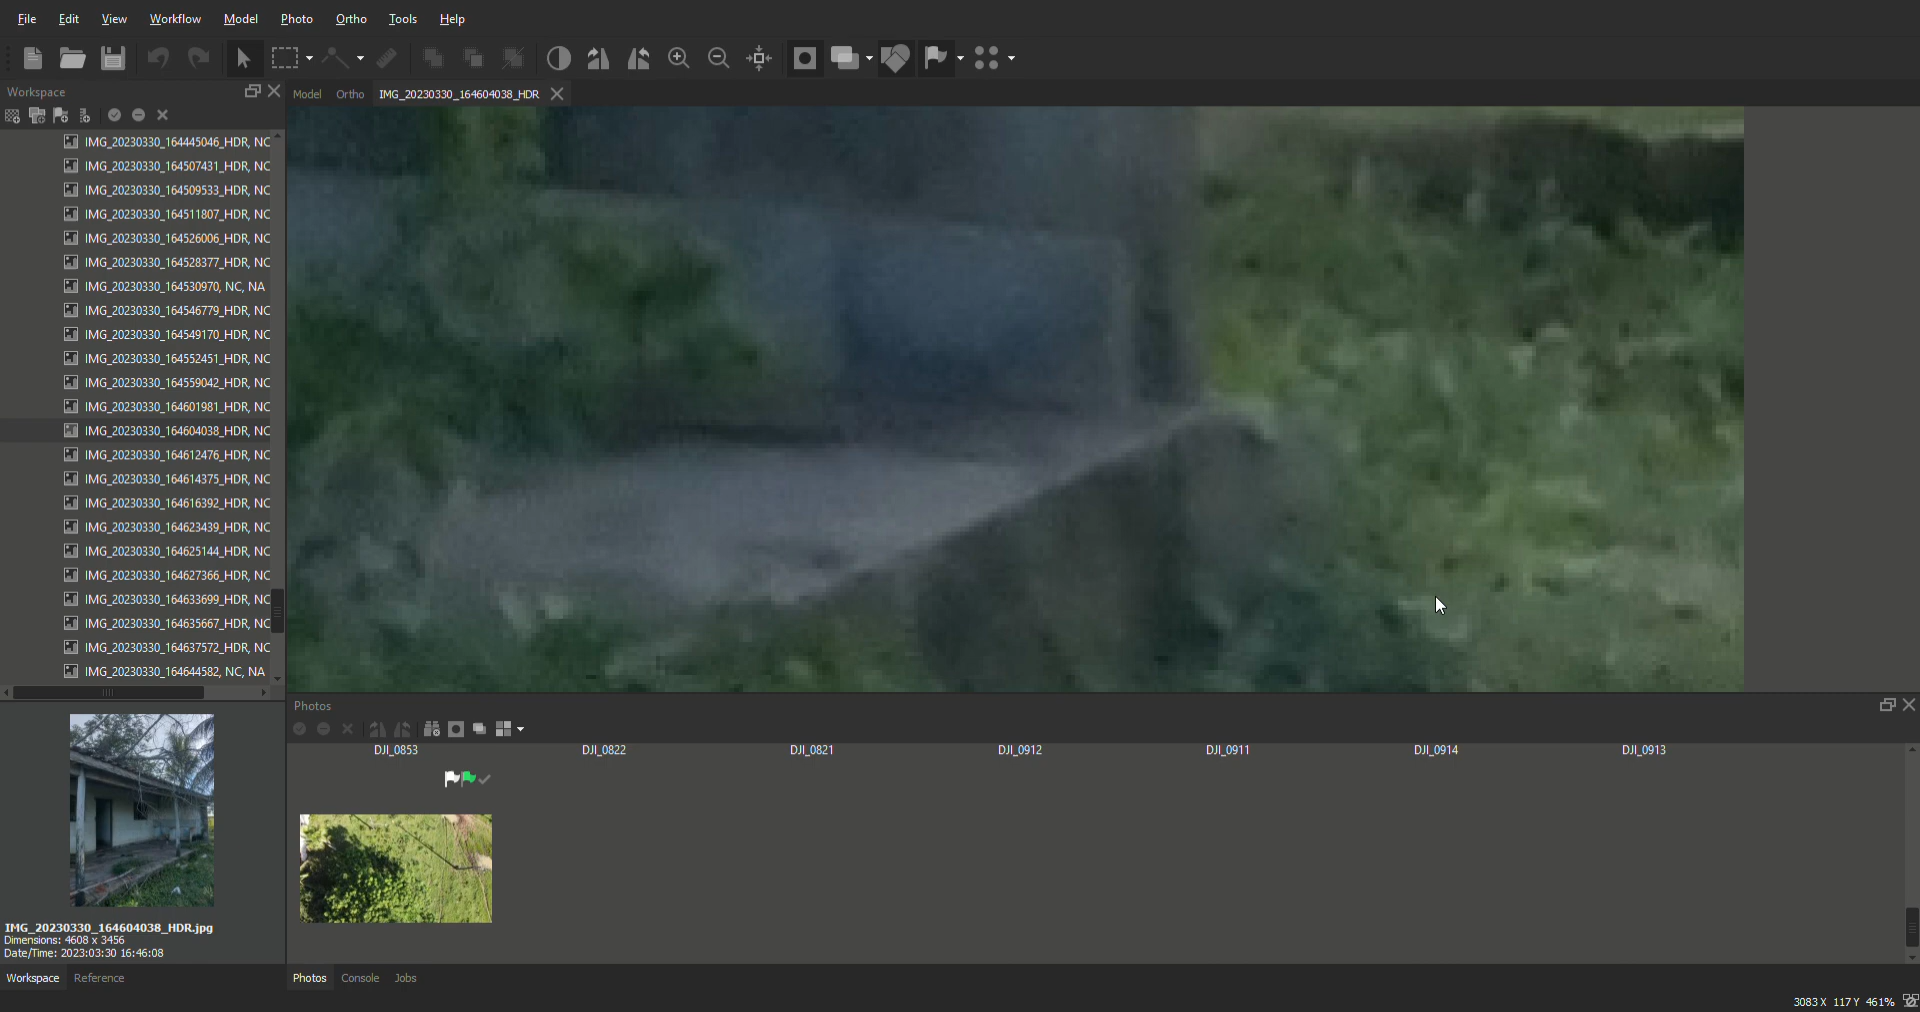 File Edit View Workflow Model Photo Ortho Tools Help
Workspace
Model Ortho IMG_20230330_164604038_HDR
IMG_20230330_164445046_HDR, NC
IMG_20230330_164507431_HDR, NC
IMG_20230330_164509533_HDR, NC
IMG_20230330_164511807_HDR, NC
IMG_20230330_164526006_HDR, NC
IMG_20230330_164528377_HDR, NC
IMG_20230330_164530970, NC, NA
IMG_20230330_164546779_HDR, NC
IMG_20230330_164549170_HDR, NC
IMG_20230330_164552451_HDR, NC
IMG_20230330_164559042_HDR, NC
IMG_20230330_164601981_HDR, NC
IMG_20230330_164604038_HDR, NC
IMG_20230330_164612476_HDR, NC
IMG_20230330_164614375_HDR, NC
IMG_20230330_164616392_HDR, NC
IMG_20230330_164623439_HDR, NC
IMG_20230330_164625144_HDR, NC
IMG_20230330_164627366_HDR, NC
IMG_20230330_164633699_HDR, NC
IMG_20230330_164635667_HDR, NC
IMG_20230330_164637572_HDR, NC
IMG_20230330_164644582, NC, NA
IMG_20230330_164604038_HDR.jpg
Dimensions: 4608 x 3456
Date/Time: 2023:03:30 16:46:08
Workspace Reference
Photos
DJI_0853 DJI_0822 DJI_0821 DJI_0912 DJI_0911 DJI_0914 DJI_0913
Photos Console Jobs
3083 X 117 Y 461%